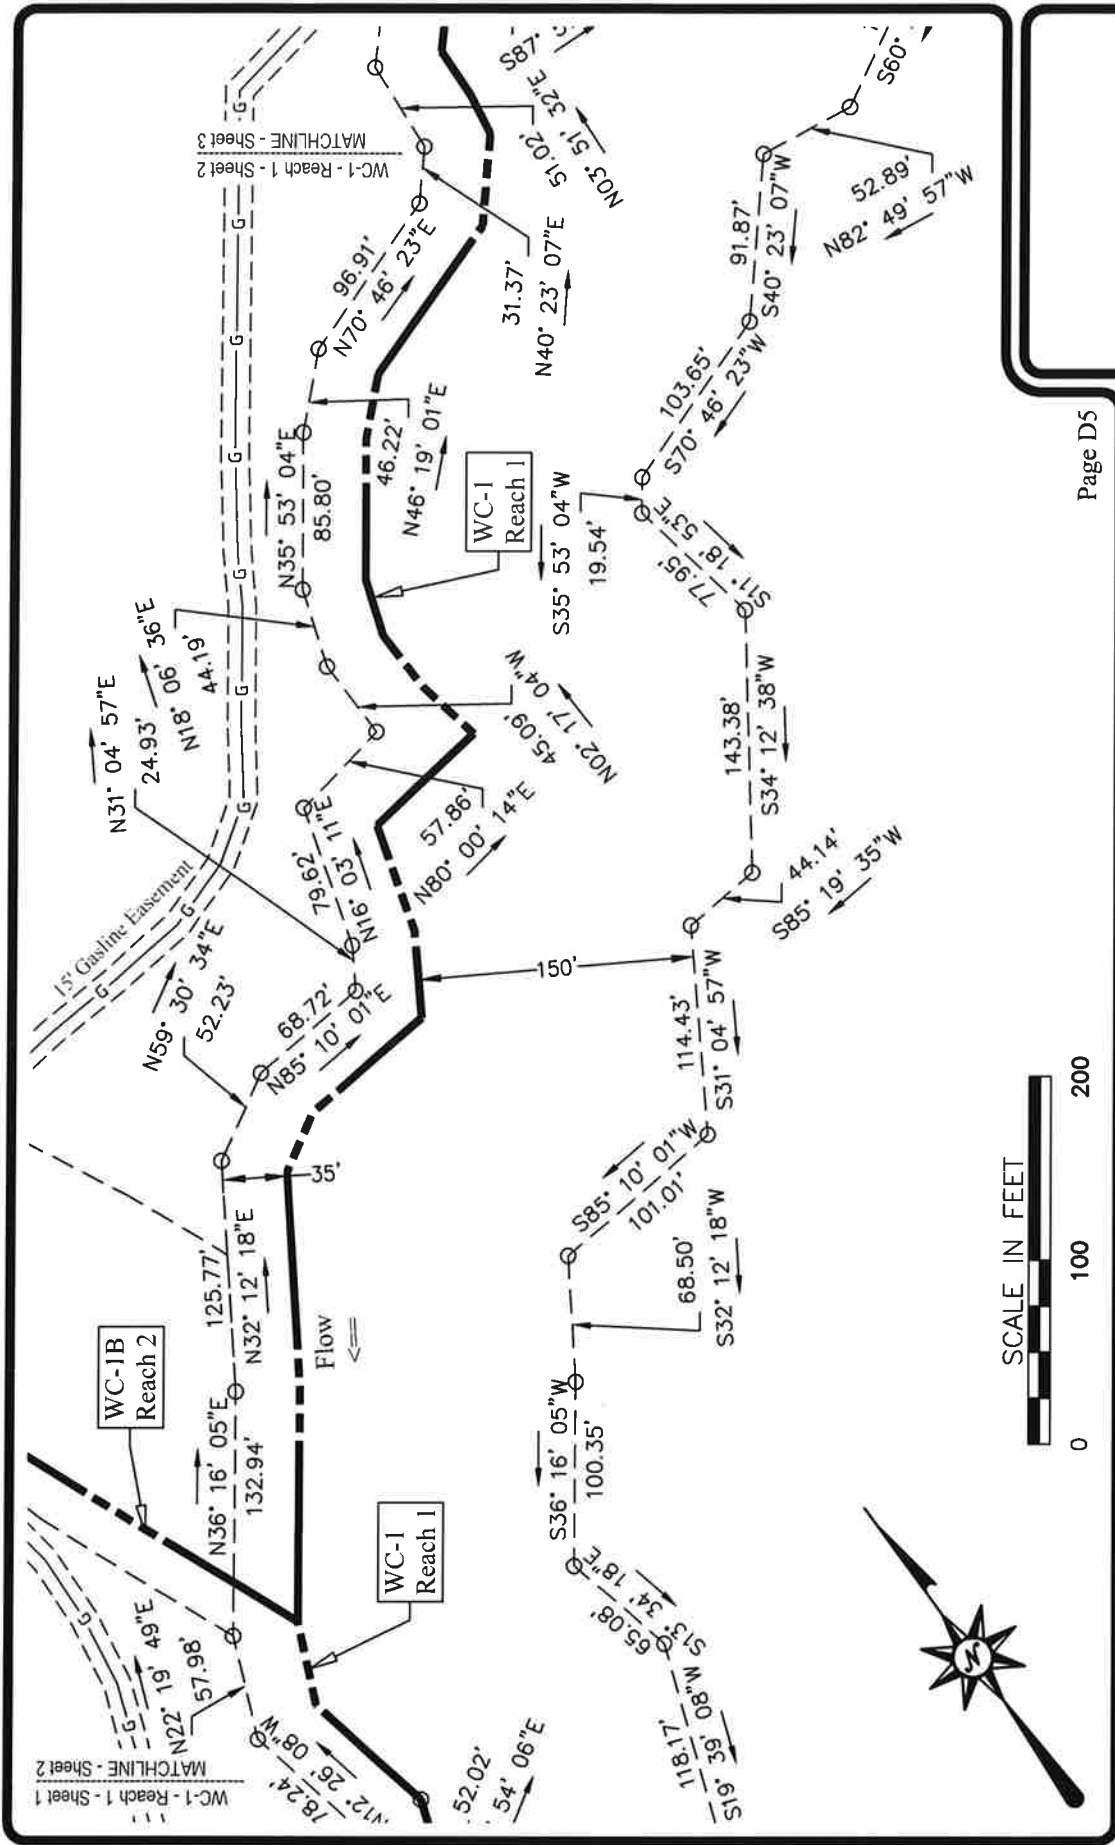 WC-1 - Reach 1 - Sheet 1
MATCHLINE - Sheet 2
N22° 19' 49"E
57.98'
78.24'
N12° 26' 08"W
52.02'
54' 06"E
WC-1B
Reach 2
N36° 16' 05"E
132.94'
WC-1
Reach 1
125.77'
N32° 12' 18"E
Flow
<==
35'
15' Gasline Easement
N59° 30' 34"E
52.23'
68.72'
N85° 10' 01"E
N31° 04' 57"E
24.93'
N18° 06' 36"E
44.19'
79.62'
N16° 03' 11"E
57.86'
N80° 00' 14"E
45.09'
N02° 17' 04"W
N35° 53' 04"E
85.80'
46.22'
N46° 19' 01"E
WC-1
Reach 1
96.91'
N70° 46' 23"E
31.37'
N40° 23' 07"E
WC-1 - Reach 1 - Sheet 2
MATCHLINE - Sheet 3
51.02'
N03° 51' 32"E
S87°
G
G
G
G
G
G
G
G
G
G
G
G
150'
118.17'
S19° 39' 08"W
65.08'
S13° 34' 18"E
S36° 16' 05"W
100.35'
68.50'
S32° 12' 18"W
S85° 10' 01"W
101.01'
114.43'
S31° 04' 57"W
44.14'
S85° 19' 35"W
143.38'
S34° 12' 38"W
77.95'
S11° 18' 53"E
S35° 53' 04"W
19.54'
103.65'
S70° 46' 23"W
91.87'
S40° 23' 07"W
52.89'
N82° 49' 57"W
S60°
N
SCALE IN FEET
0 100 200
Page D5